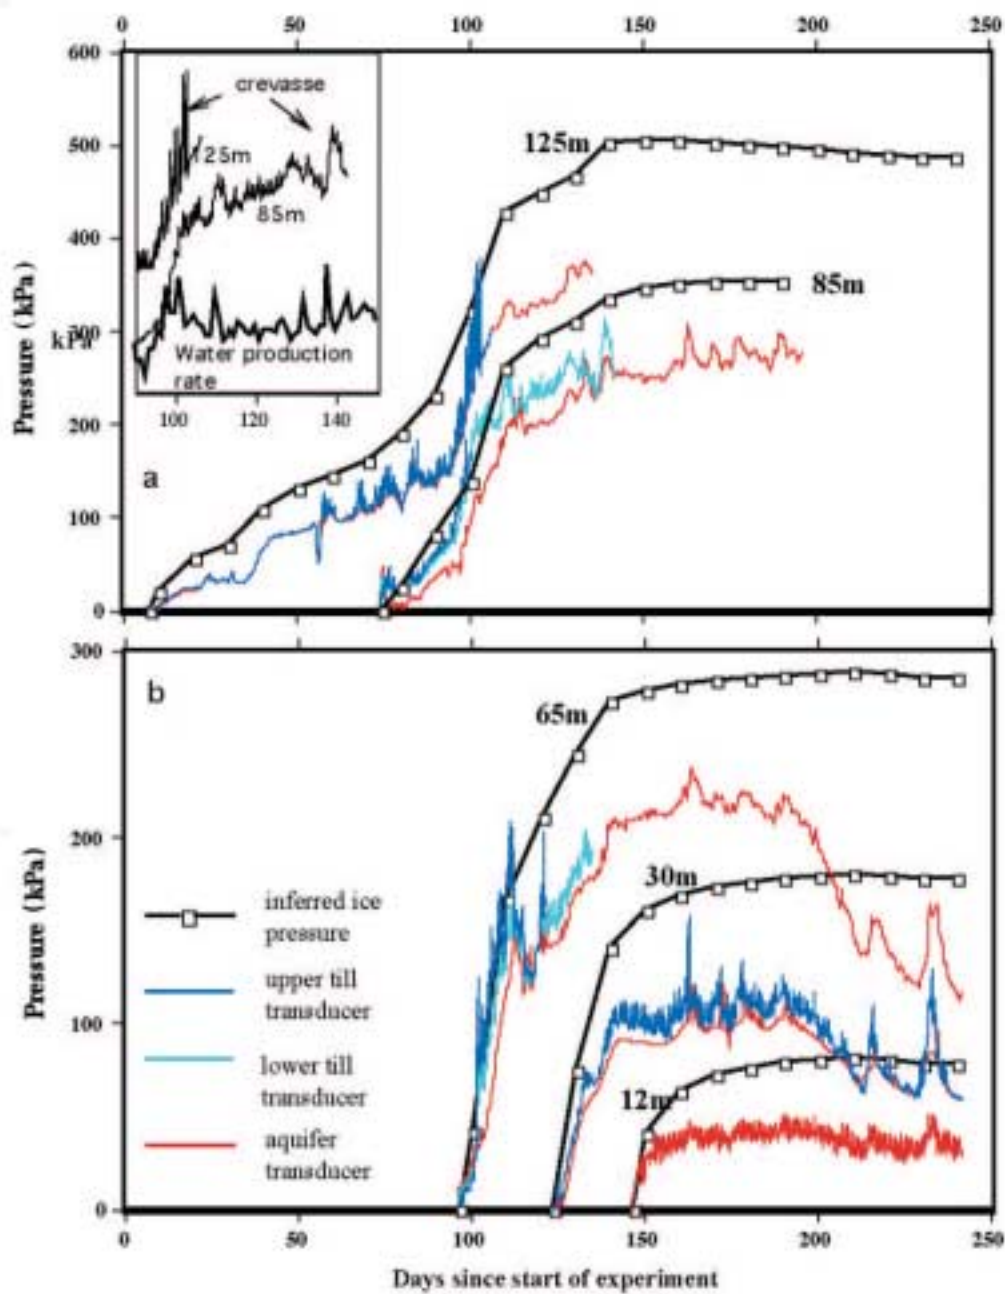 0 50 100 150 200 250
600
500
400
300
200
100
0
Pressure (kPa)
kPa
crevasse
125m
85m
Water production
rate
100 120 140
125m
85m
a
300
200
100
0
Pressure (kPa)
b
65m
30m
12m
inferred ice
pressure
upper till
transducer
lower till
transducer
aquifer
transducer
0 50 100 150 200 250
Days since start of experiment